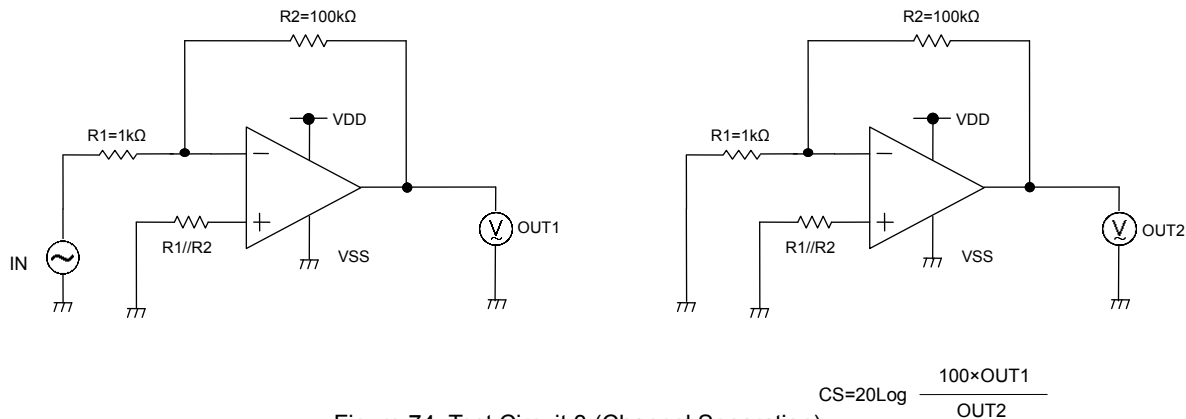 R2=100kΩ
VDD
R1=1kΩ
−
+
R1//R2
VSS
OUT1
V
IN
R2=100kΩ
VDD
R1=1kΩ
−
+
R1//R2
VSS
OUT2
V
CS=20Log 100×OUT1
OUT2
Figure 74. Test Circuit (Channel Separation)